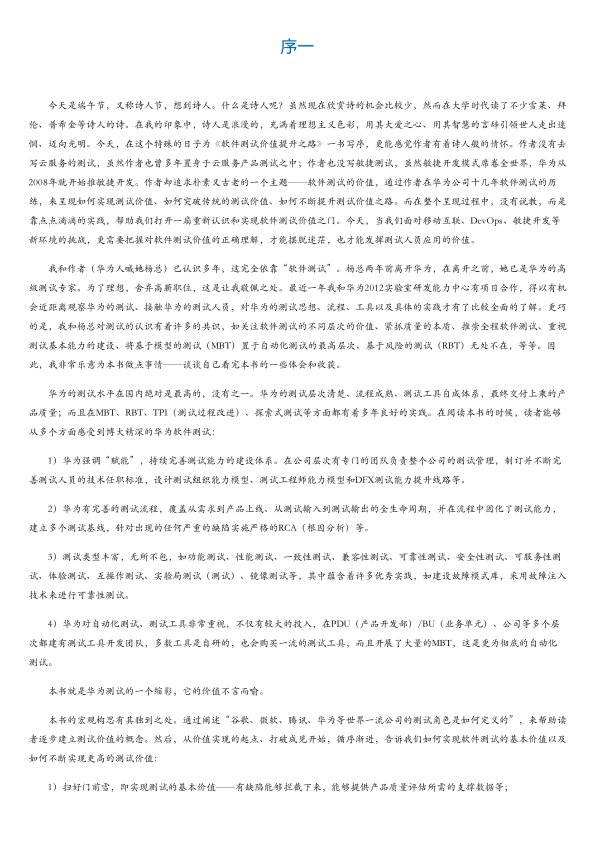 序一
今天是端午节，又称诗人节，想到诗人。什么是诗人呢？虽然现在欣赏诗的机会比较少，然而在大学时代读了不少雪莱、拜
伦、普希金等诗人的诗。在我的印象中，诗人是浪漫的，充满着理想主义色彩，用其大爱之心、用其智慧的言辞引领世人走出迷
惘、迈向光明。今天，在这个特殊的日子为《软件测试价值提升之路》一书写序，更能感觉作者有着诗人般的情怀。作者没有去
写云服务的测试，虽然作者也曾多年置身于云服务产品测试之中；作者也没写敏捷测试，虽然敏捷开发模式席卷全世界，华为从
2008年就开始推敏捷开发。作者却追求朴素又古老的一个主题——软件测试的价值，通过作者在华为公司十几年软件测试的历
练，来呈现如何实现测试价值、如何突破传统的测试价值、如何不断提升测试价值之路。而在整个呈现过程中，没有说教，而是
靠点点滴滴的实践，帮助我们打开一扇重新认识和实现软件测试价值之门。今天，当我们面对移动互联、DevOps、敏捷开发等
新环境的挑战，更需要把握对软件测试价值的正确理解，才能摆脱迷茫，也才能发挥测试人员应用的价值。
我和作者（华为人喊她杨总）已认识多年，这完全依靠“软件测试”。杨总两年前离开华为，在离开之前，她已是华为的高
级测试专家。为了理想，舍弃高薪职位，这是让我敬佩之处。最近一年我和华为2012实验室研发能力中心有项目合作，得以有机
会近距离观察华为的测试、接触华为的测试人员，对华为的测试思想、流程、工具以及具体的实践才有了比较全面的了解。更巧
的是，我和杨总对测试的认识有着许多的共识，如关注软件测试的不同层次的价值、紧抓质量的本质、推崇全程软件测试、重视
测试基本能力的建设、将基于模型的测试（MBT）置于自动化测试的最高层次、基于风险的测试（RBT）无处不在，等等。因
此，我非常乐意为本书做点事情——谈谈自己看完本书的一些体会和收获。
华为的测试水平在国内绝对是最高的，没有之一。华为的测试层次清楚、流程成熟、测试工具自成体系，最终交付上乘的产
品质量；而且在MBT、RBT、TPI（测试过程改进）、探索式测试等方面都有着多年良好的实践。在阅读本书的时候，读者能够
从多个方面感受到博大精深的华为软件测试：
1）华为强调“赋能”，持续完善测试能力的建设体系。在公司层次有专门的团队负责整个公司的测试管理，制订并不断完
善测试人员的技术任职标准，设计测试组织能力模型、测试工程师能力模型和DFX测试能力提升线路等。
2）华为有完善的测试流程，覆盖从需求到产品上线、从测试输入到测试输出的全生命周期，并在流程中固化了测试能力，
建立多个测试基线，针对出现的任何严重的缺陷实施严格的RCA（根因分析）等。
3）测试类型丰富，无所不包，如功能测试、性能测试、一致性测试、兼容性测试、可靠性测试、安全性测试、可服务性测
试、体验测试、互操作测试、实验局测试（测试）、镜像测试等，其中蕴含着许多优秀实践，如建设故障模式库，采用故障注入
技术来进行可靠性测试。
4）华为对自动化测试、测试工具非常重视，不仅有较大的投入，在PDU（产品开发部）/BU（业务单元）、公司等多个层
次都建有测试工具开发团队，多数工具是自研的，也会购买一流的测试工具，而且开展了大量的MBT，这是更为彻底的自动化
测试。
本书就是华为测试的一个缩影，它的价值不言而喻。
本书的宏观构思有其独到之处。通过阐述“谷歌、微软、腾讯、华为等世界一流公司的测试角色是如何定义的”，来帮助读
者逐步建立测试价值的概念。然后，从价值实现的起点、打破成见开始，循序渐进，告诉我们如何实现软件测试的基本价值以及
如何不断实现更高的测试价值：
1）扫好门前雪，即实现测试的基本价值——有缺陷能够拦截下来，能够提供产品质量评估所需的支撑数据等；